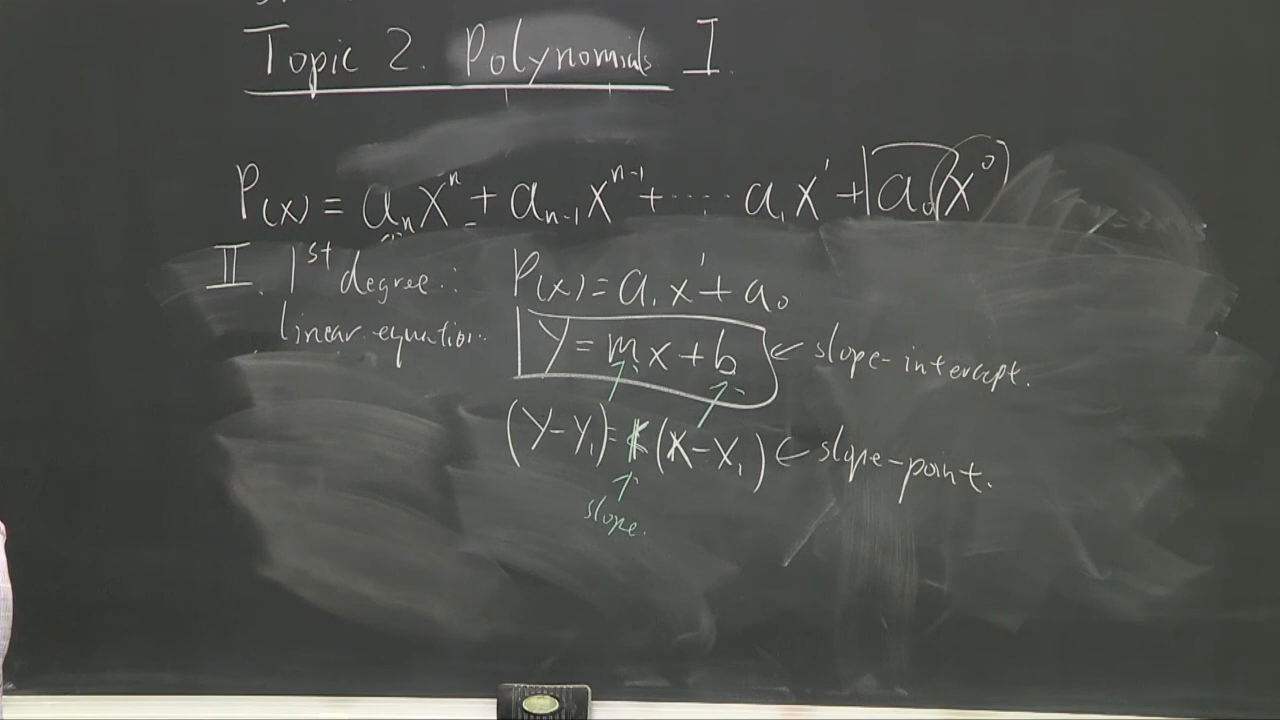 Topic 2. Polynomials I.
P(x) = aₙxⁿ + aₙ₋₁xⁿ⁻¹ + ...... a₁x¹ + a₀x⁰
II. 1st degree: P(x) = a₁x¹ + a₀
linear equation. Y = mx + b ← slope-intercept.
(Y-Y₁) = k(X-X₁) ← slope-point.
slope.